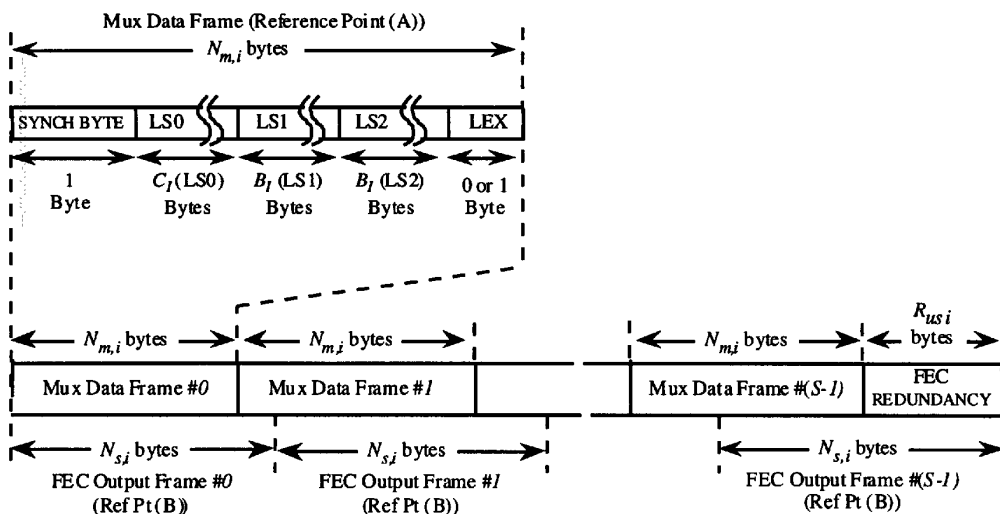 Mux Data Frame (Reference Point (A))
N_{m,i} bytes
SYNCH BYTE LS0 LS1 LS2 LEX
1 C_I (LS0) B_I (LS1) B_I (LS2) 0 or 1
Byte Bytes Bytes Bytes Byte
R_{us i}
N_{m,i} bytes N_{m,i} bytes N_{m,i} bytes bytes
Mux Data Frame #0 Mux Data Frame #1 Mux Data Frame #(S-1) FEC
REDUNDANCY
N_{s,i} bytes N_{s,i} bytes N_{s,i} bytes
FEC Output Frame #0 FEC Output Frame #1 FEC Output Frame #(S-1)
(Ref Pt (B)) (Ref Pt (B)) (Ref Pt (B))